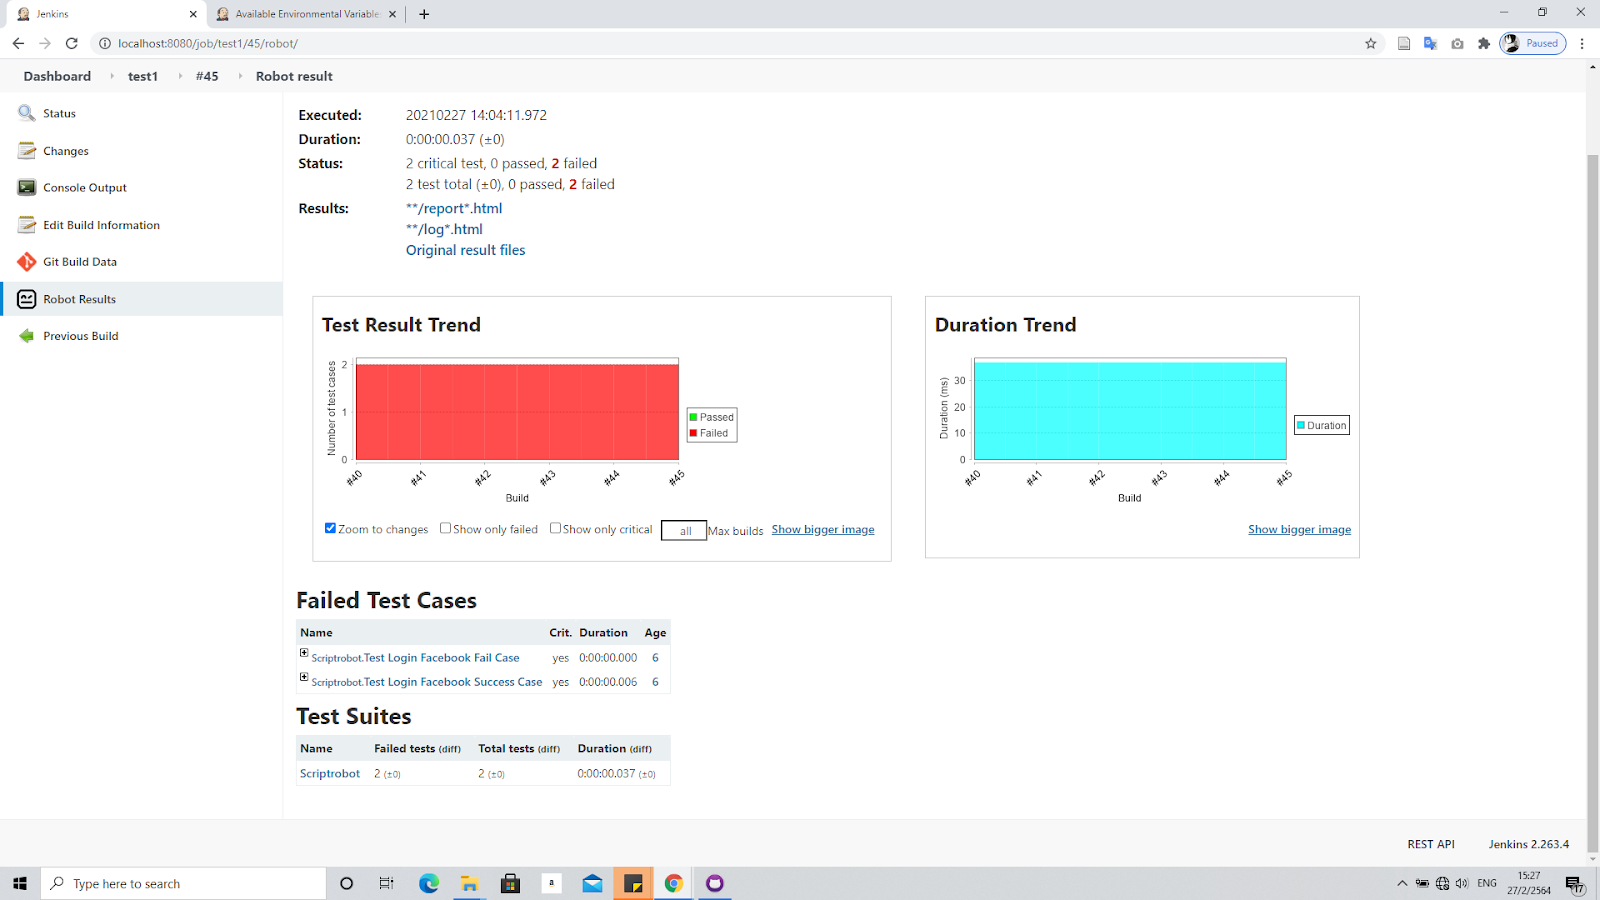 Jenkins
Available Environmental Variable
localhost:8080/job/test1/45/robot/
Paused
Dashboard test1 #45 Robot result
Status
Changes
Console Output
Edit Build Information
Git Build Data
Robot Results
Previous Build
Executed: 20210227 14:04:11.972
Duration: 0:00:00.037 (±0)
Status: 2 critical test, 0 passed, 2 failed
2 test total (±0), 0 passed, 2 failed
Results: **/report*.html
**/log*.html
Original result files
Test Result Trend
Number of test cases
2
1
0
#40 #41 #42 #43 #44 #45
Build
Passed
Failed
Zoom to changes Show only failed Show only critical all Max builds Show bigger image
Duration Trend
Duration (ms)
30
20
10
0
#40 #41 #42 #43 #44 #45
Build
Duration
Show bigger image
Failed Test Cases
Name Crit. Duration Age
Scriptrobot.Test Login Facebook Fail Case yes 0:00:00.000 6
Scriptrobot.Test Login Facebook Success Case yes 0:00:00.006 6
Test Suites
Name Failed tests (diff) Total tests (diff) Duration (diff)
Scriptrobot 2 (±0) 2 (±0) 0:00:00.037 (±0)
REST API Jenkins 2.263.4
Type here to search
a
ENG
15:27
27/2/2564
17